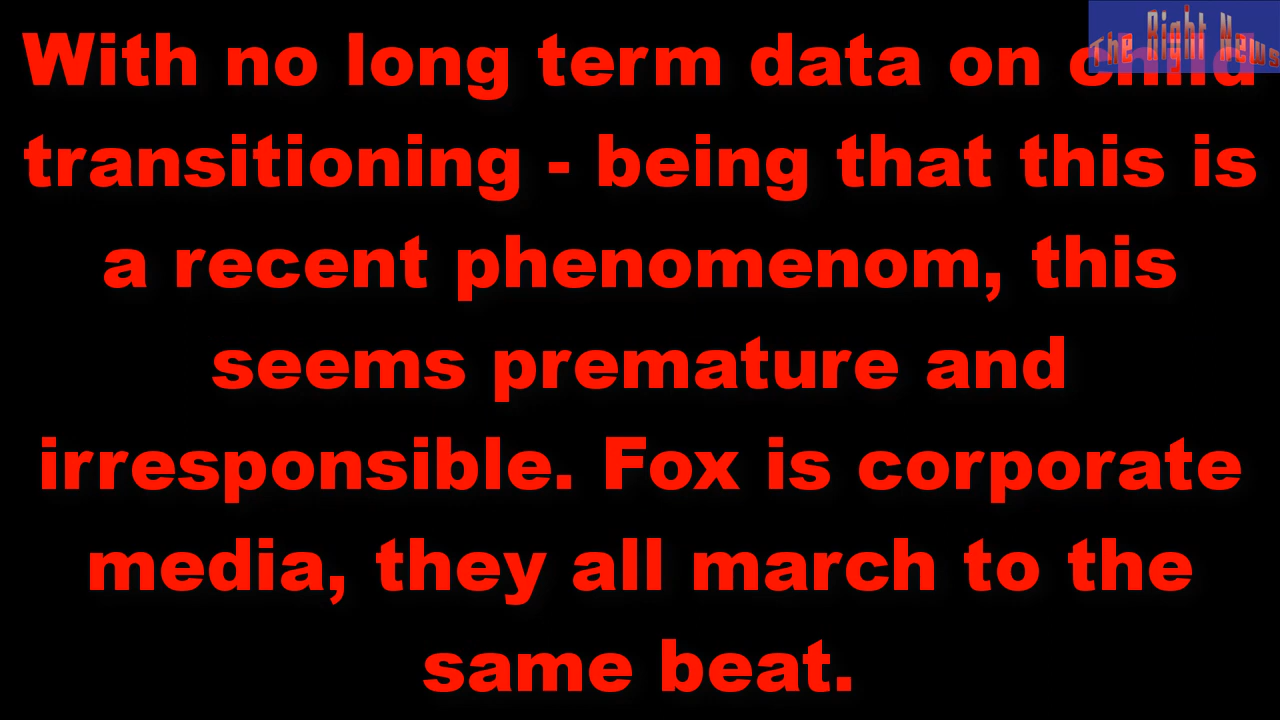 The Right News
With no long term data on child
transitioning - being that this is
a recent phenomenom, this
seems premature and
irresponsible. Fox is corporate
media, they all march to the
same beat.